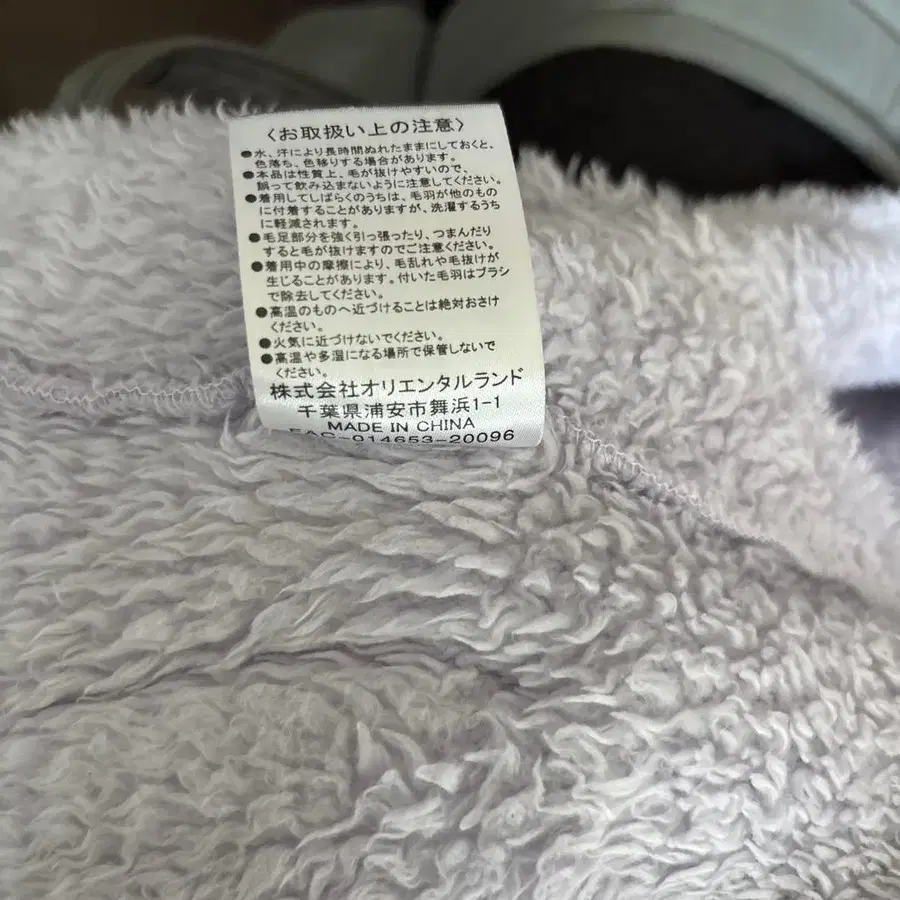 〈お取扱い上の注意〉
●水、汗により長時間ぬれたままにしておくと、
色落ち、色移りする場合があります。
●本品は性質上、毛が抜けやすいので、
誤って飲み込まないように注意してください。
●着用してしばらくのうちは、毛羽が他のもの
に付着することがありますが、洗濯するうち
に軽減されます。
●毛足部分を強く引っ張ったり、つまんだり
すると毛が抜けますのでご注意ください。
●着用中の摩擦により、毛乱れや毛抜けが
生じることがあります。付いた毛羽はブラシ
で除去してください。
●高温のものへ近づけることは絶対おさけ
ください。
●火気に近づけないでください。
●高温や多湿になる場所で保管しないで
ください。
株式会社オリエンタルランド
千葉県浦安市舞浜1-1
MADE IN CHINA
FAC-014653-20096